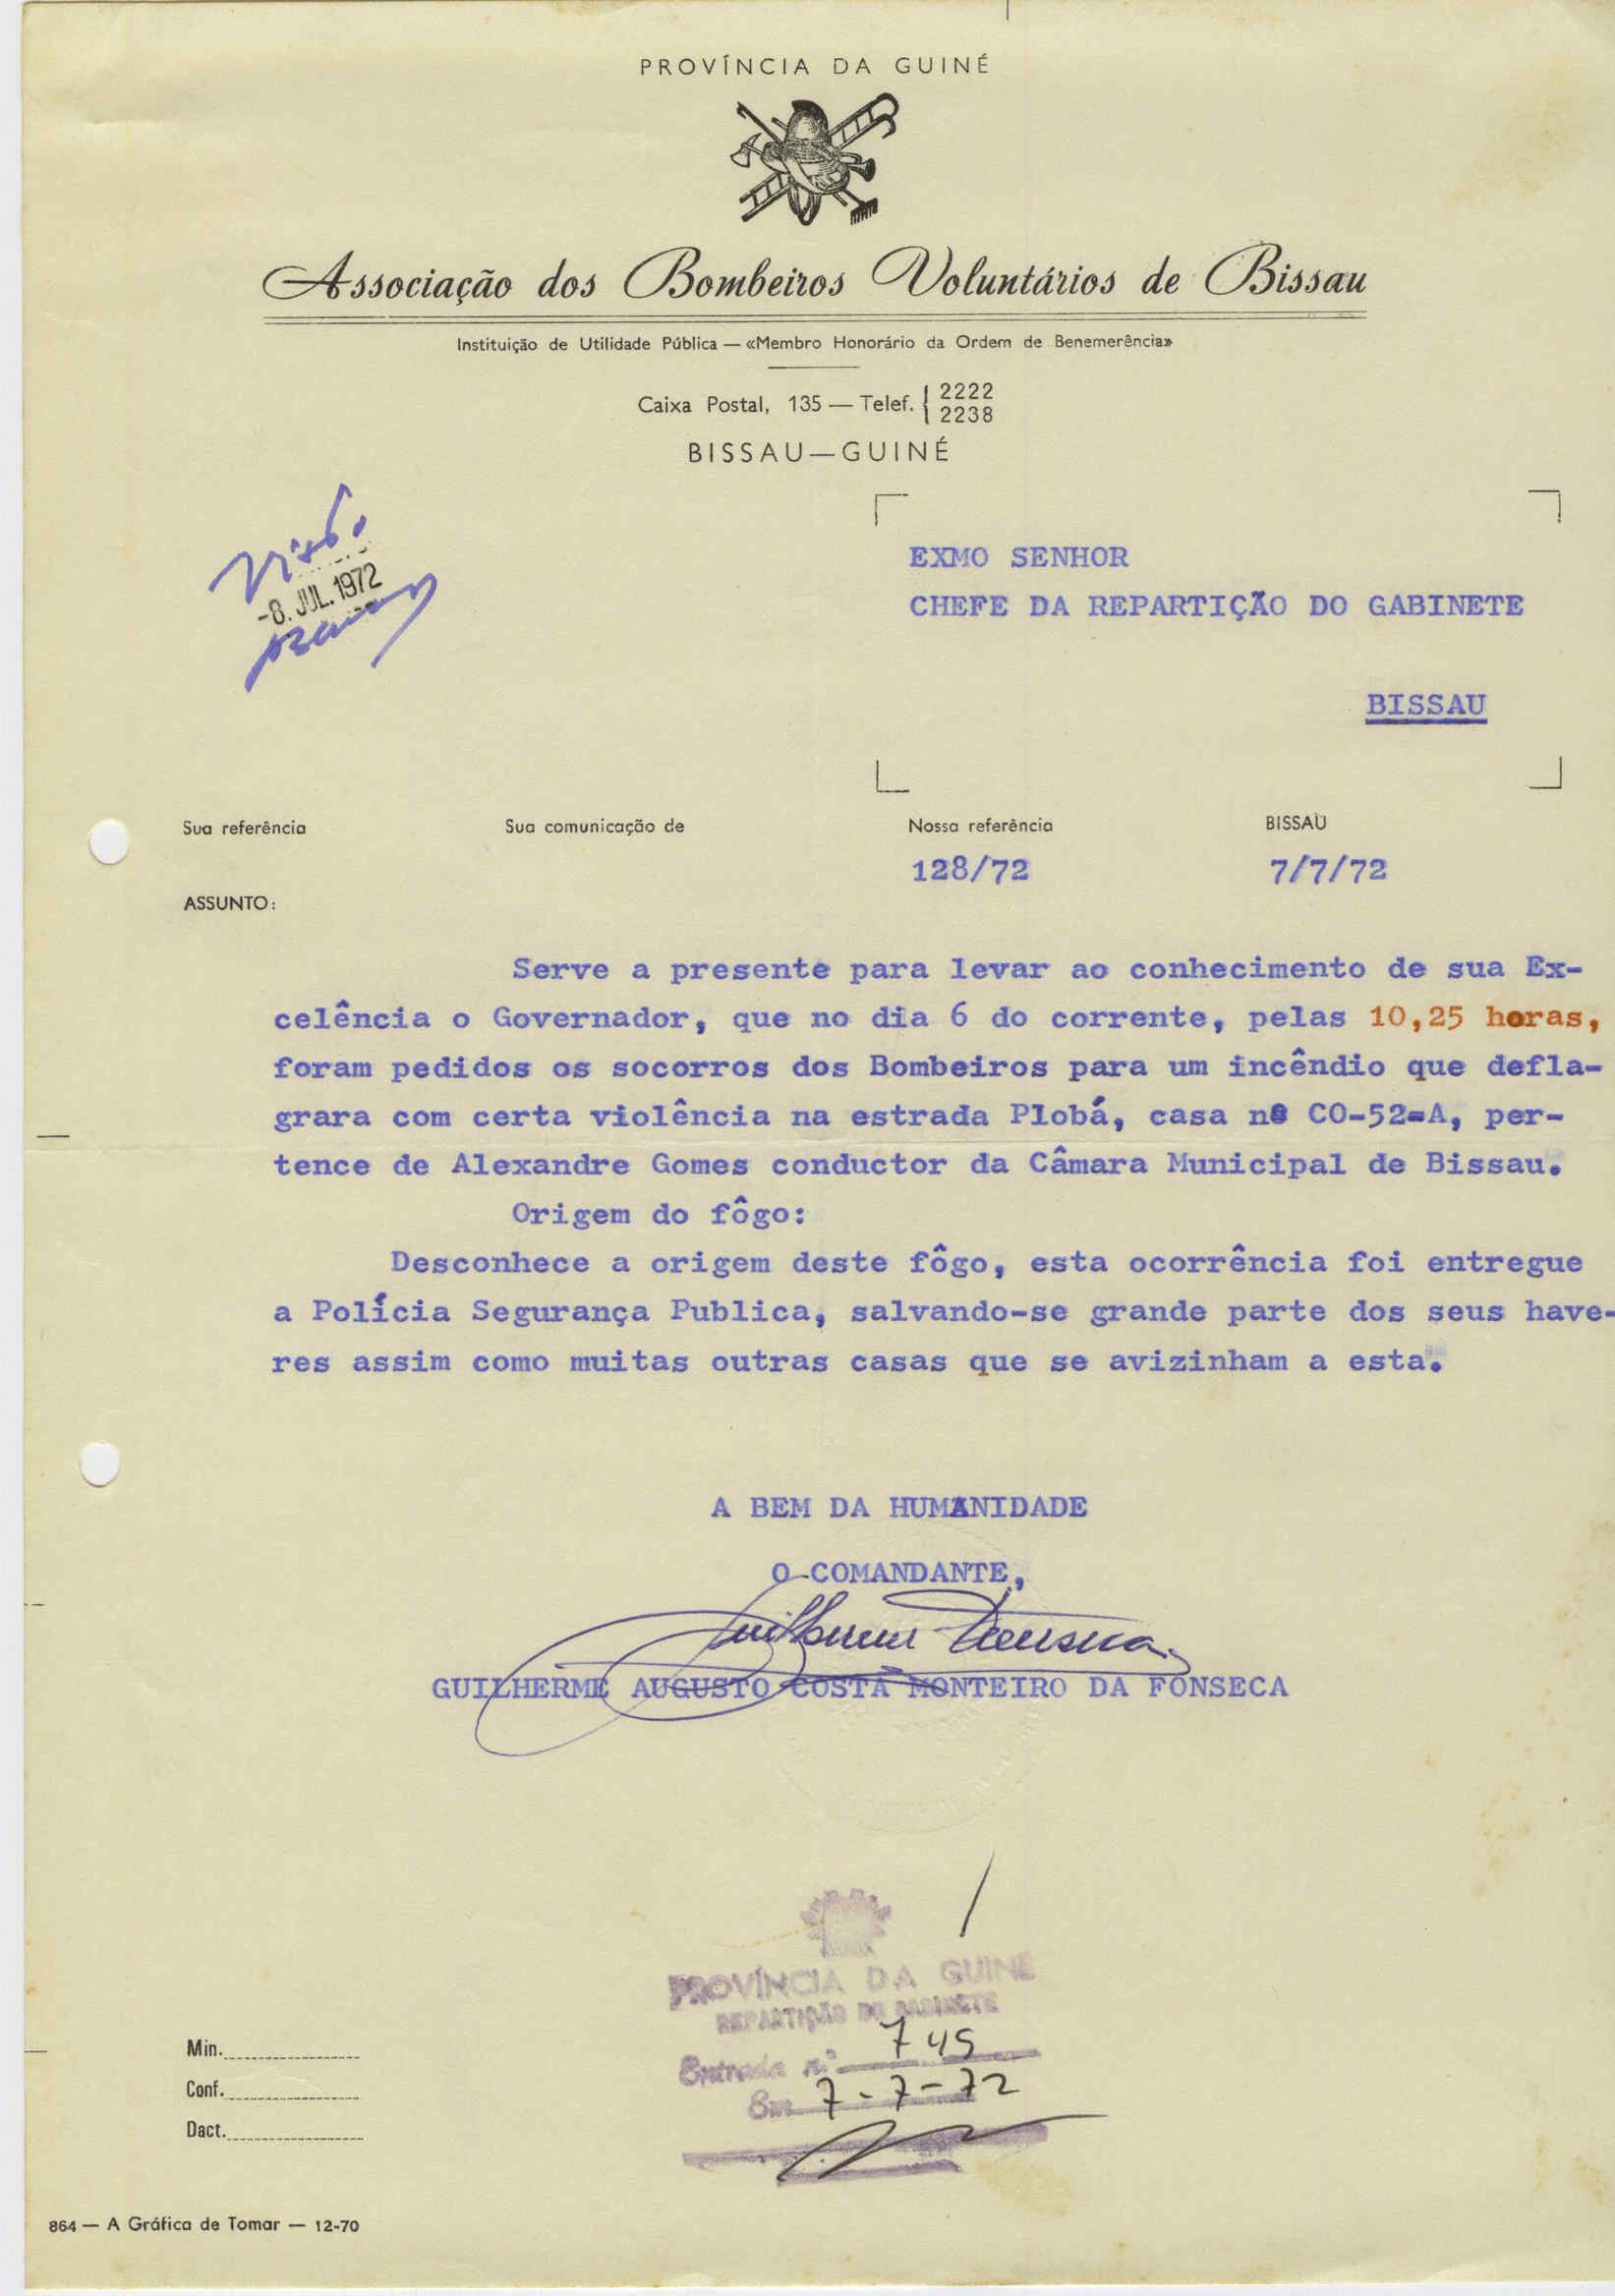 PROVÍNCIA DA GUINÉ
Associação dos Bombeiros Voluntários de Bissau
Instituição de Utilidade Pública — «Membro Honorário da Ordem de Benemerência»
Caixa Postal, 135 — Telef. { 2222
2238
BISSAU—GUINÉ
Visto.
-8. JUL. 1972
EXMO SENHOR
CHEFE DA REPARTIÇÃO DO GABINETE
BISSAU
Sua referência Sua comunicação de Nossa referência BISSAU
128/72 7/7/72
ASSUNTO:
Serve a presente para levar ao conhecimento de sua Ex-
celência o Governador, que no dia 6 do corrente, pelas 10,25 horas,
foram pedidos os socorros dos Bombeiros para um incêndio que defla-
grara com certa violência na estrada Plobá, casa nº CO-52-A, per-
tence de Alexandre Gomes conductor da Câmara Municipal de Bissau.
Origem do fôgo:
Desconhece a origem deste fôgo, esta ocorrência foi entregue
a Polícia Segurança Publica, salvando-se grande parte dos seus have-
res assim como muitas outras casas que se avizinham a esta.
A BEM DA HUMANIDADE
O COMANDANTE,
Guilherme Fonseca
GUILHERME AUGUSTO COSTA MONTEIRO DA FONSECA
PROVÍNCIA DA GUINÉ
REPARTIÇÃO DO GABINETE
Entrada n.º 745
Em 7-7-72
Min.
Conf.
Dact.
864 — A Gráfica de Tomar — 12-70